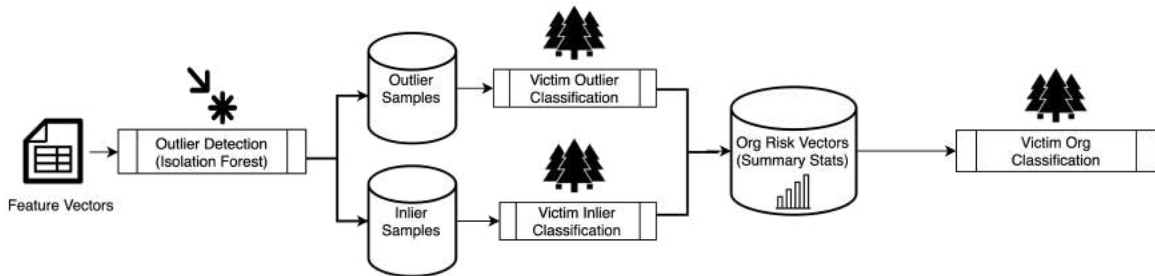 Feature Vectors
Outlier Detection
(Isolation Forest)
Outlier
Samples
Inlier
Samples
Victim Outlier
Classification
Victim Inlier
Classification
Org Risk Vectors
(Summary Stats)
Victim Org
Classification